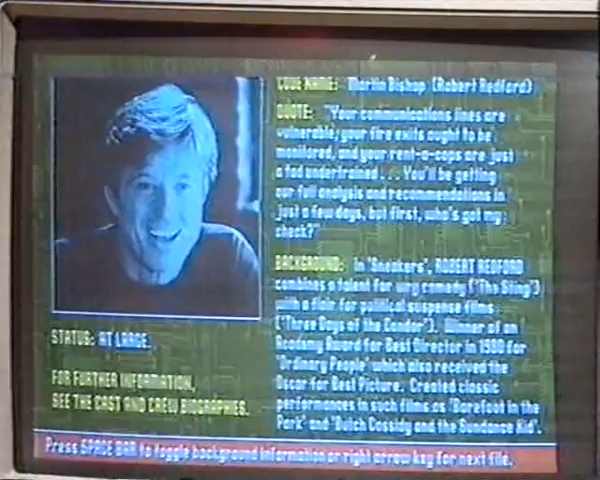 CODE NAME: Martin Bishop (Robert Redford)
QUOTE: "Your communications lines are
vulnerable, your fire exits ought to be
monitored, and your rent-a-cops are just
a tad undertrained.... You'll be getting
our full analysis and recommendations in
just a few days, but first, who's got my
check?"
BACKGROUND: In 'Sneakers', ROBERT REDFORD
combines a talent for wry comedy ('The Sting')
with a flair for political suspense films
('Three Days of the Condor'). Winner of an
Academy Award for Best Director in 1980 for
'Ordinary People' which also received the
Oscar for Best Picture. Created classic
performances in such films as 'Barefoot in the
Park' and 'Butch Cassidy and the Sundance Kid'.
STATUS: AT LARGE.
FOR FURTHER INFORMATION,
SEE THE CAST AND CREW BIOGRAPHIES.
Press SPACE BAR to toggle background information or right arrow key for next file.